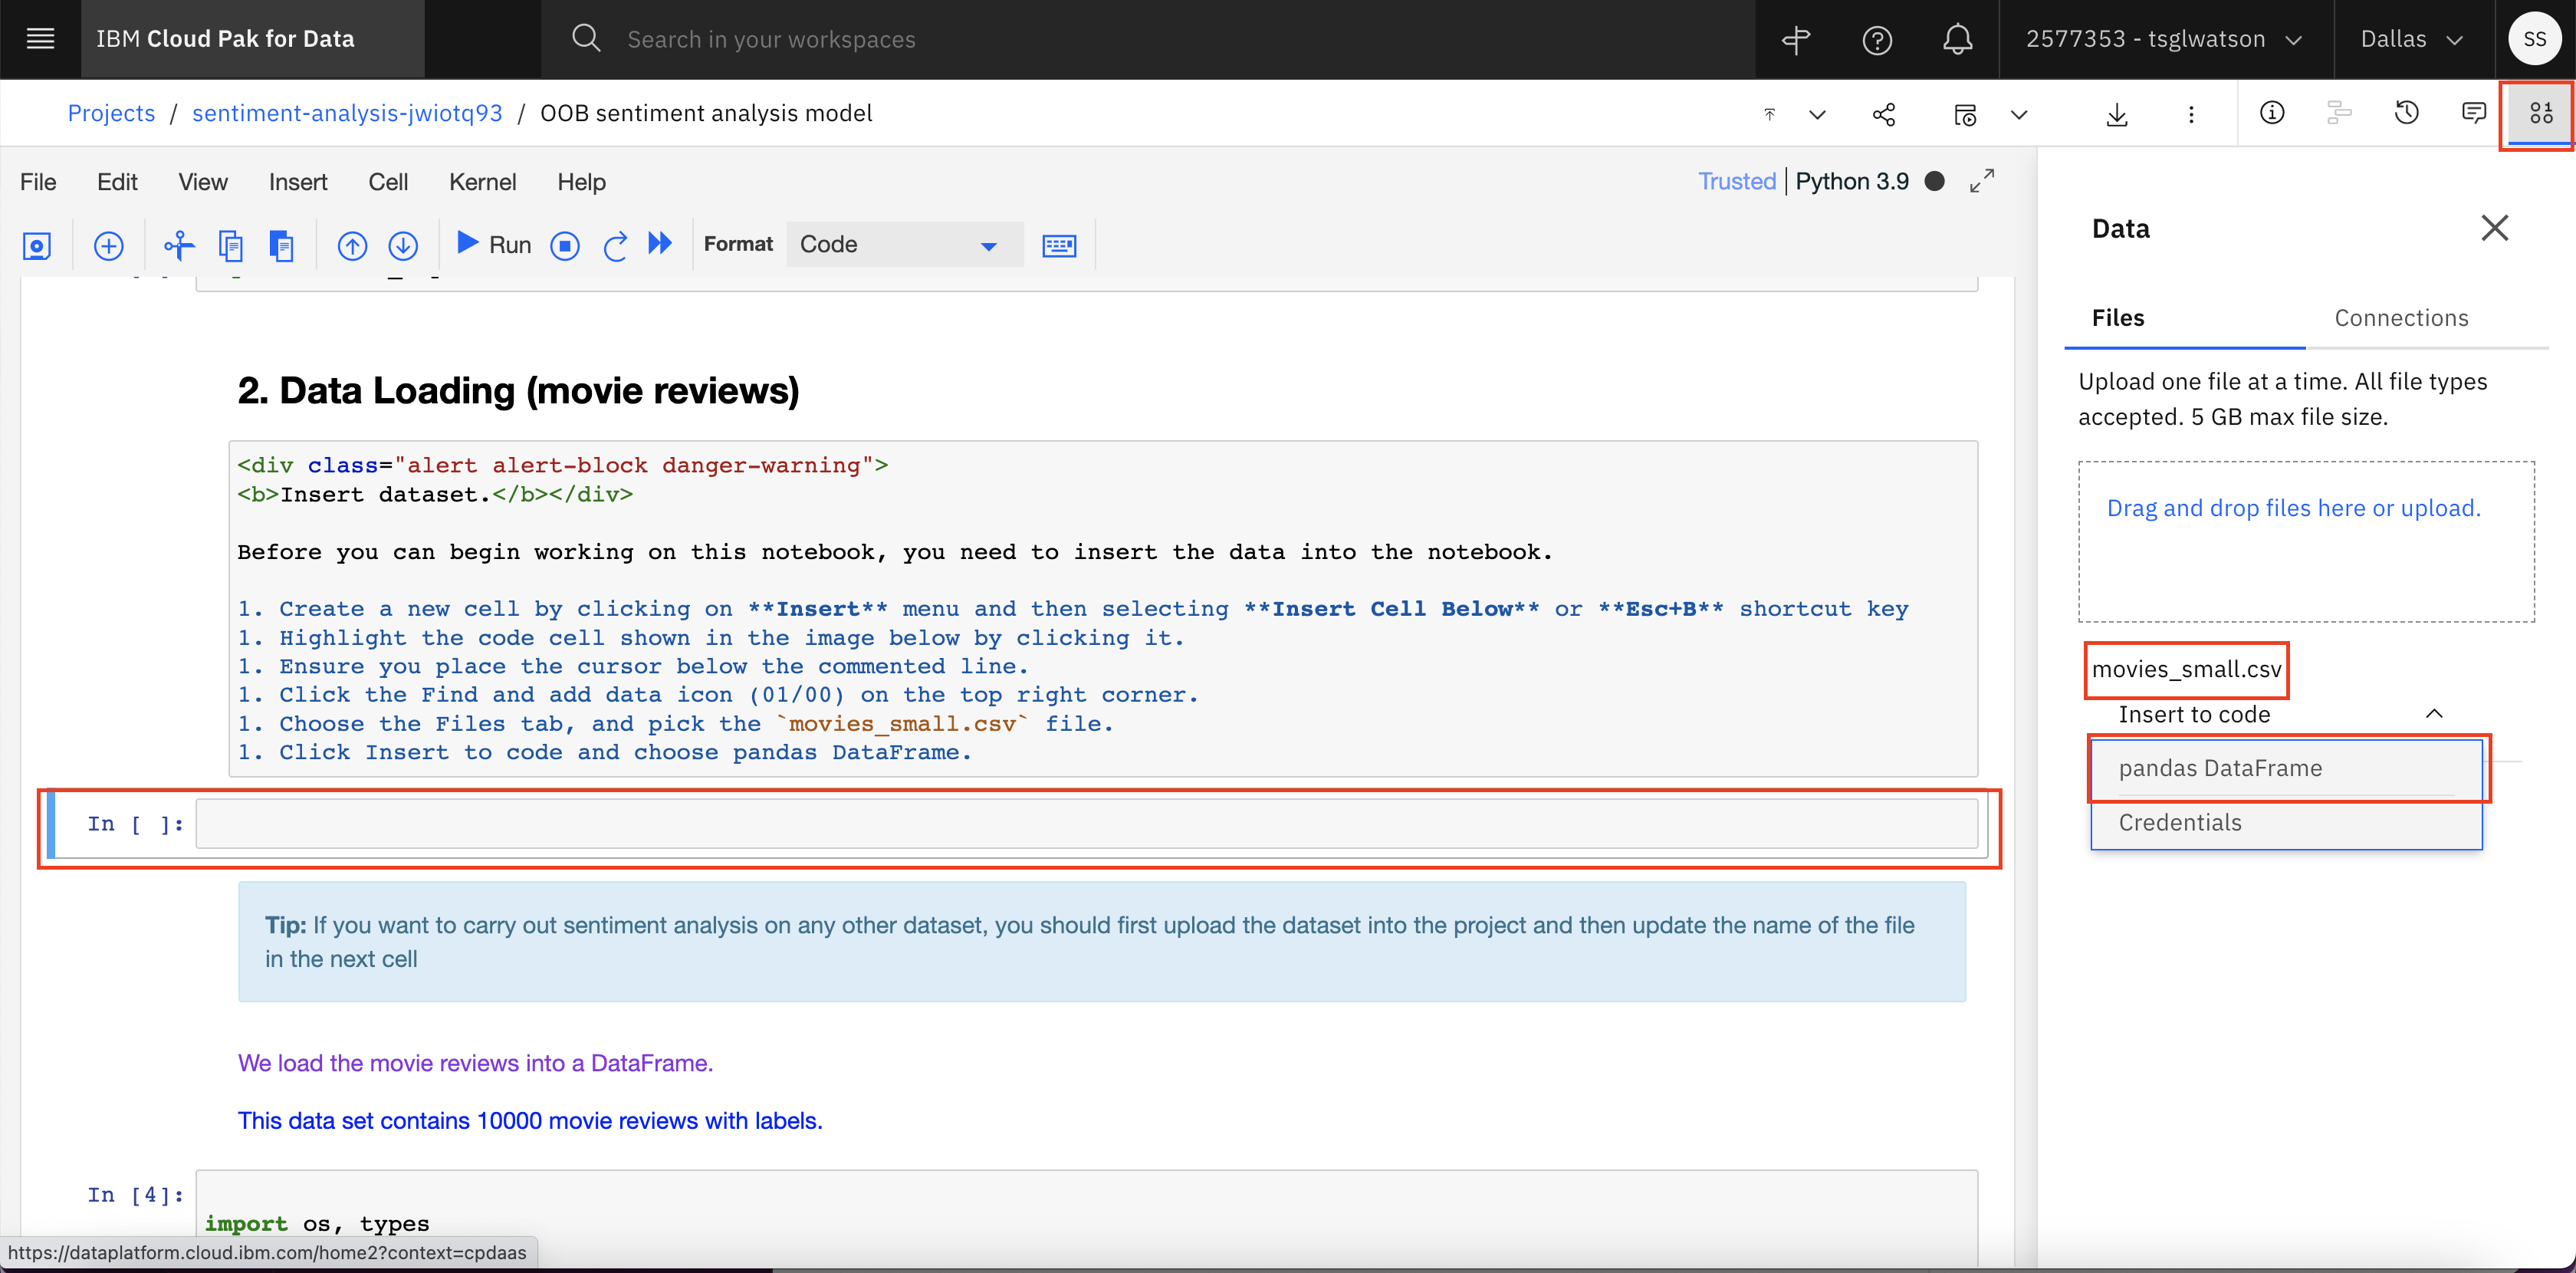 IBM Cloud Pak for Data
Search in your workspaces
2577353 - tsglwatson
Dallas
SS
Projects / sentiment-analysis-jwiotq93 / OOB sentiment analysis model
File Edit View Insert Cell Kernel Help
Trusted | Python 3.9
Run
Format
Code
2. Data Loading (movie reviews)
<div class="alert alert-block danger-warning">
<b>Insert dataset.</b></div>
Before you can begin working on this notebook, you need to insert the data into the notebook.
1. Create a new cell by clicking on **Insert** menu and then selecting **Insert Cell Below** or **Esc+B** shortcut key
1. Highlight the code cell shown in the image below by clicking it.
1. Ensure you place the cursor below the commented line.
1. Click the Find and add data icon (01/00) on the top right corner.
1. Choose the Files tab, and pick the `movies_small.csv` file.
1. Click Insert to code and choose pandas DataFrame.
In [ ]:
Tip: If you want to carry out sentiment analysis on any other dataset, you should first upload the dataset into the project and then update the name of the file
in the next cell
We load the movie reviews into a DataFrame.
This data set contains 10000 movie reviews with labels.
In [4]:
import os, types
https://dataplatform.cloud.ibm.com/home2?context=cpdaas
Data
Files
Connections
Upload one file at a time. All file types
accepted. 5 GB max file size.
Drag and drop files here or upload.
movies_small.csv
Insert to code
pandas DataFrame
Credentials